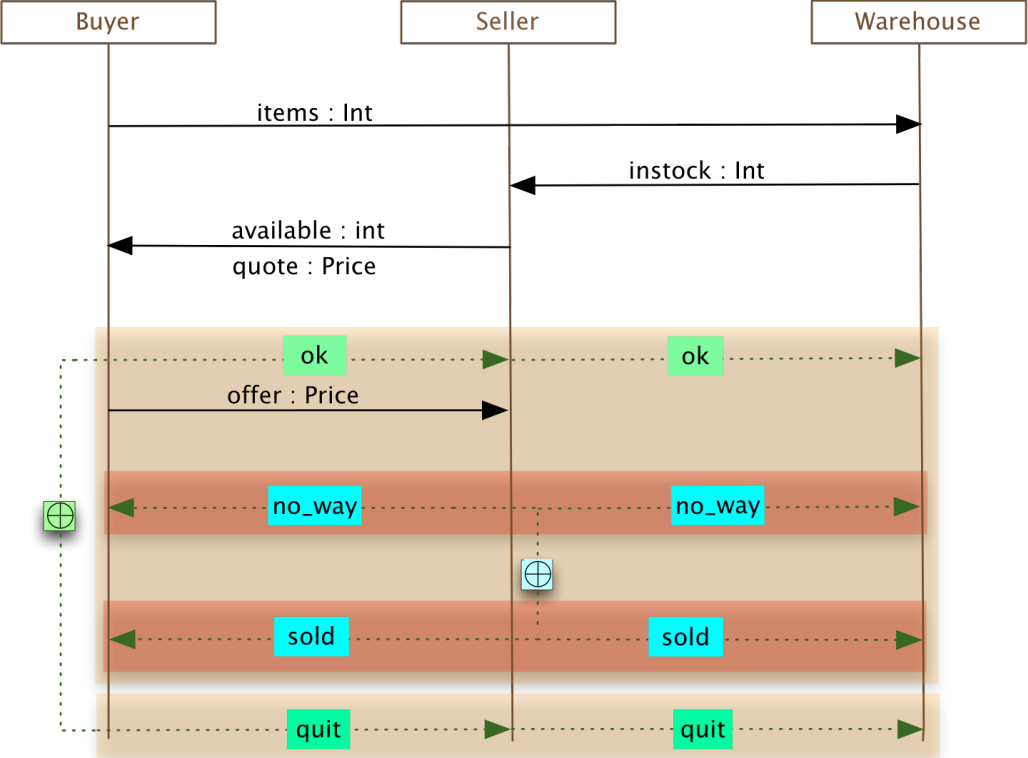 Buyer
Seller
Warehouse
items : Int
instock : Int
available : int
quote : Price
ok
ok
offer : Price
no_way
no_way
sold
sold
quit
quit